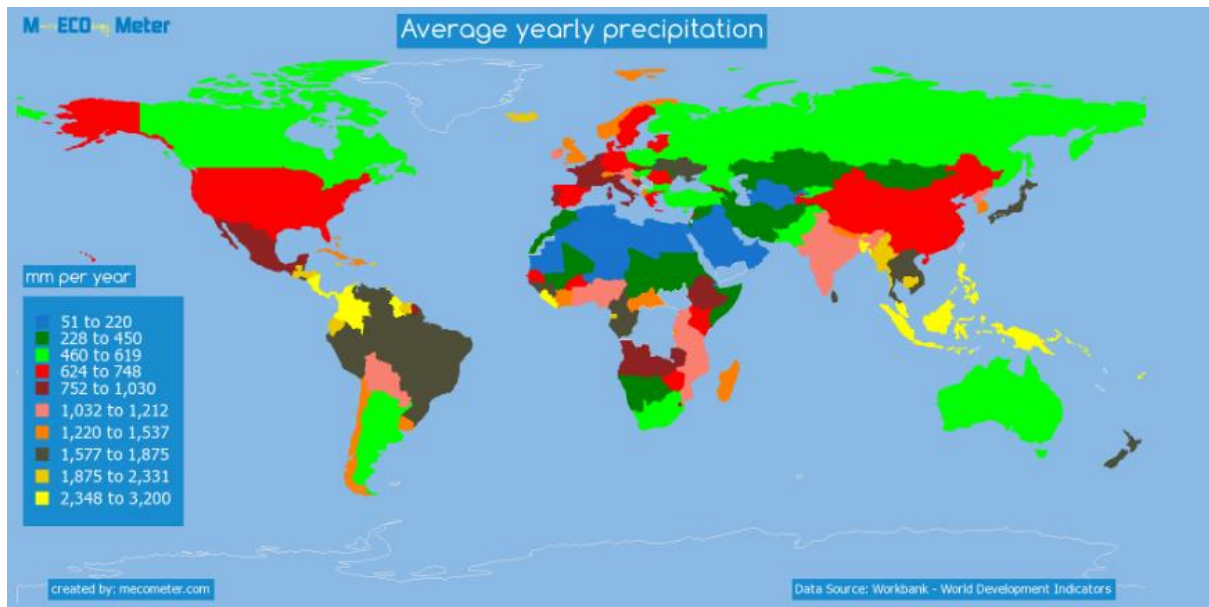 M ECO Meter
Average yearly precipitation
mm per year
51 to 220
228 to 450
460 to 619
624 to 748
752 to 1,030
1,032 to 1,212
1,220 to 1,537
1,577 to 1,875
1,875 to 2,331
2,348 to 3,200
created by: mecometer.com
Data Source: Workbank - World Development Indicators